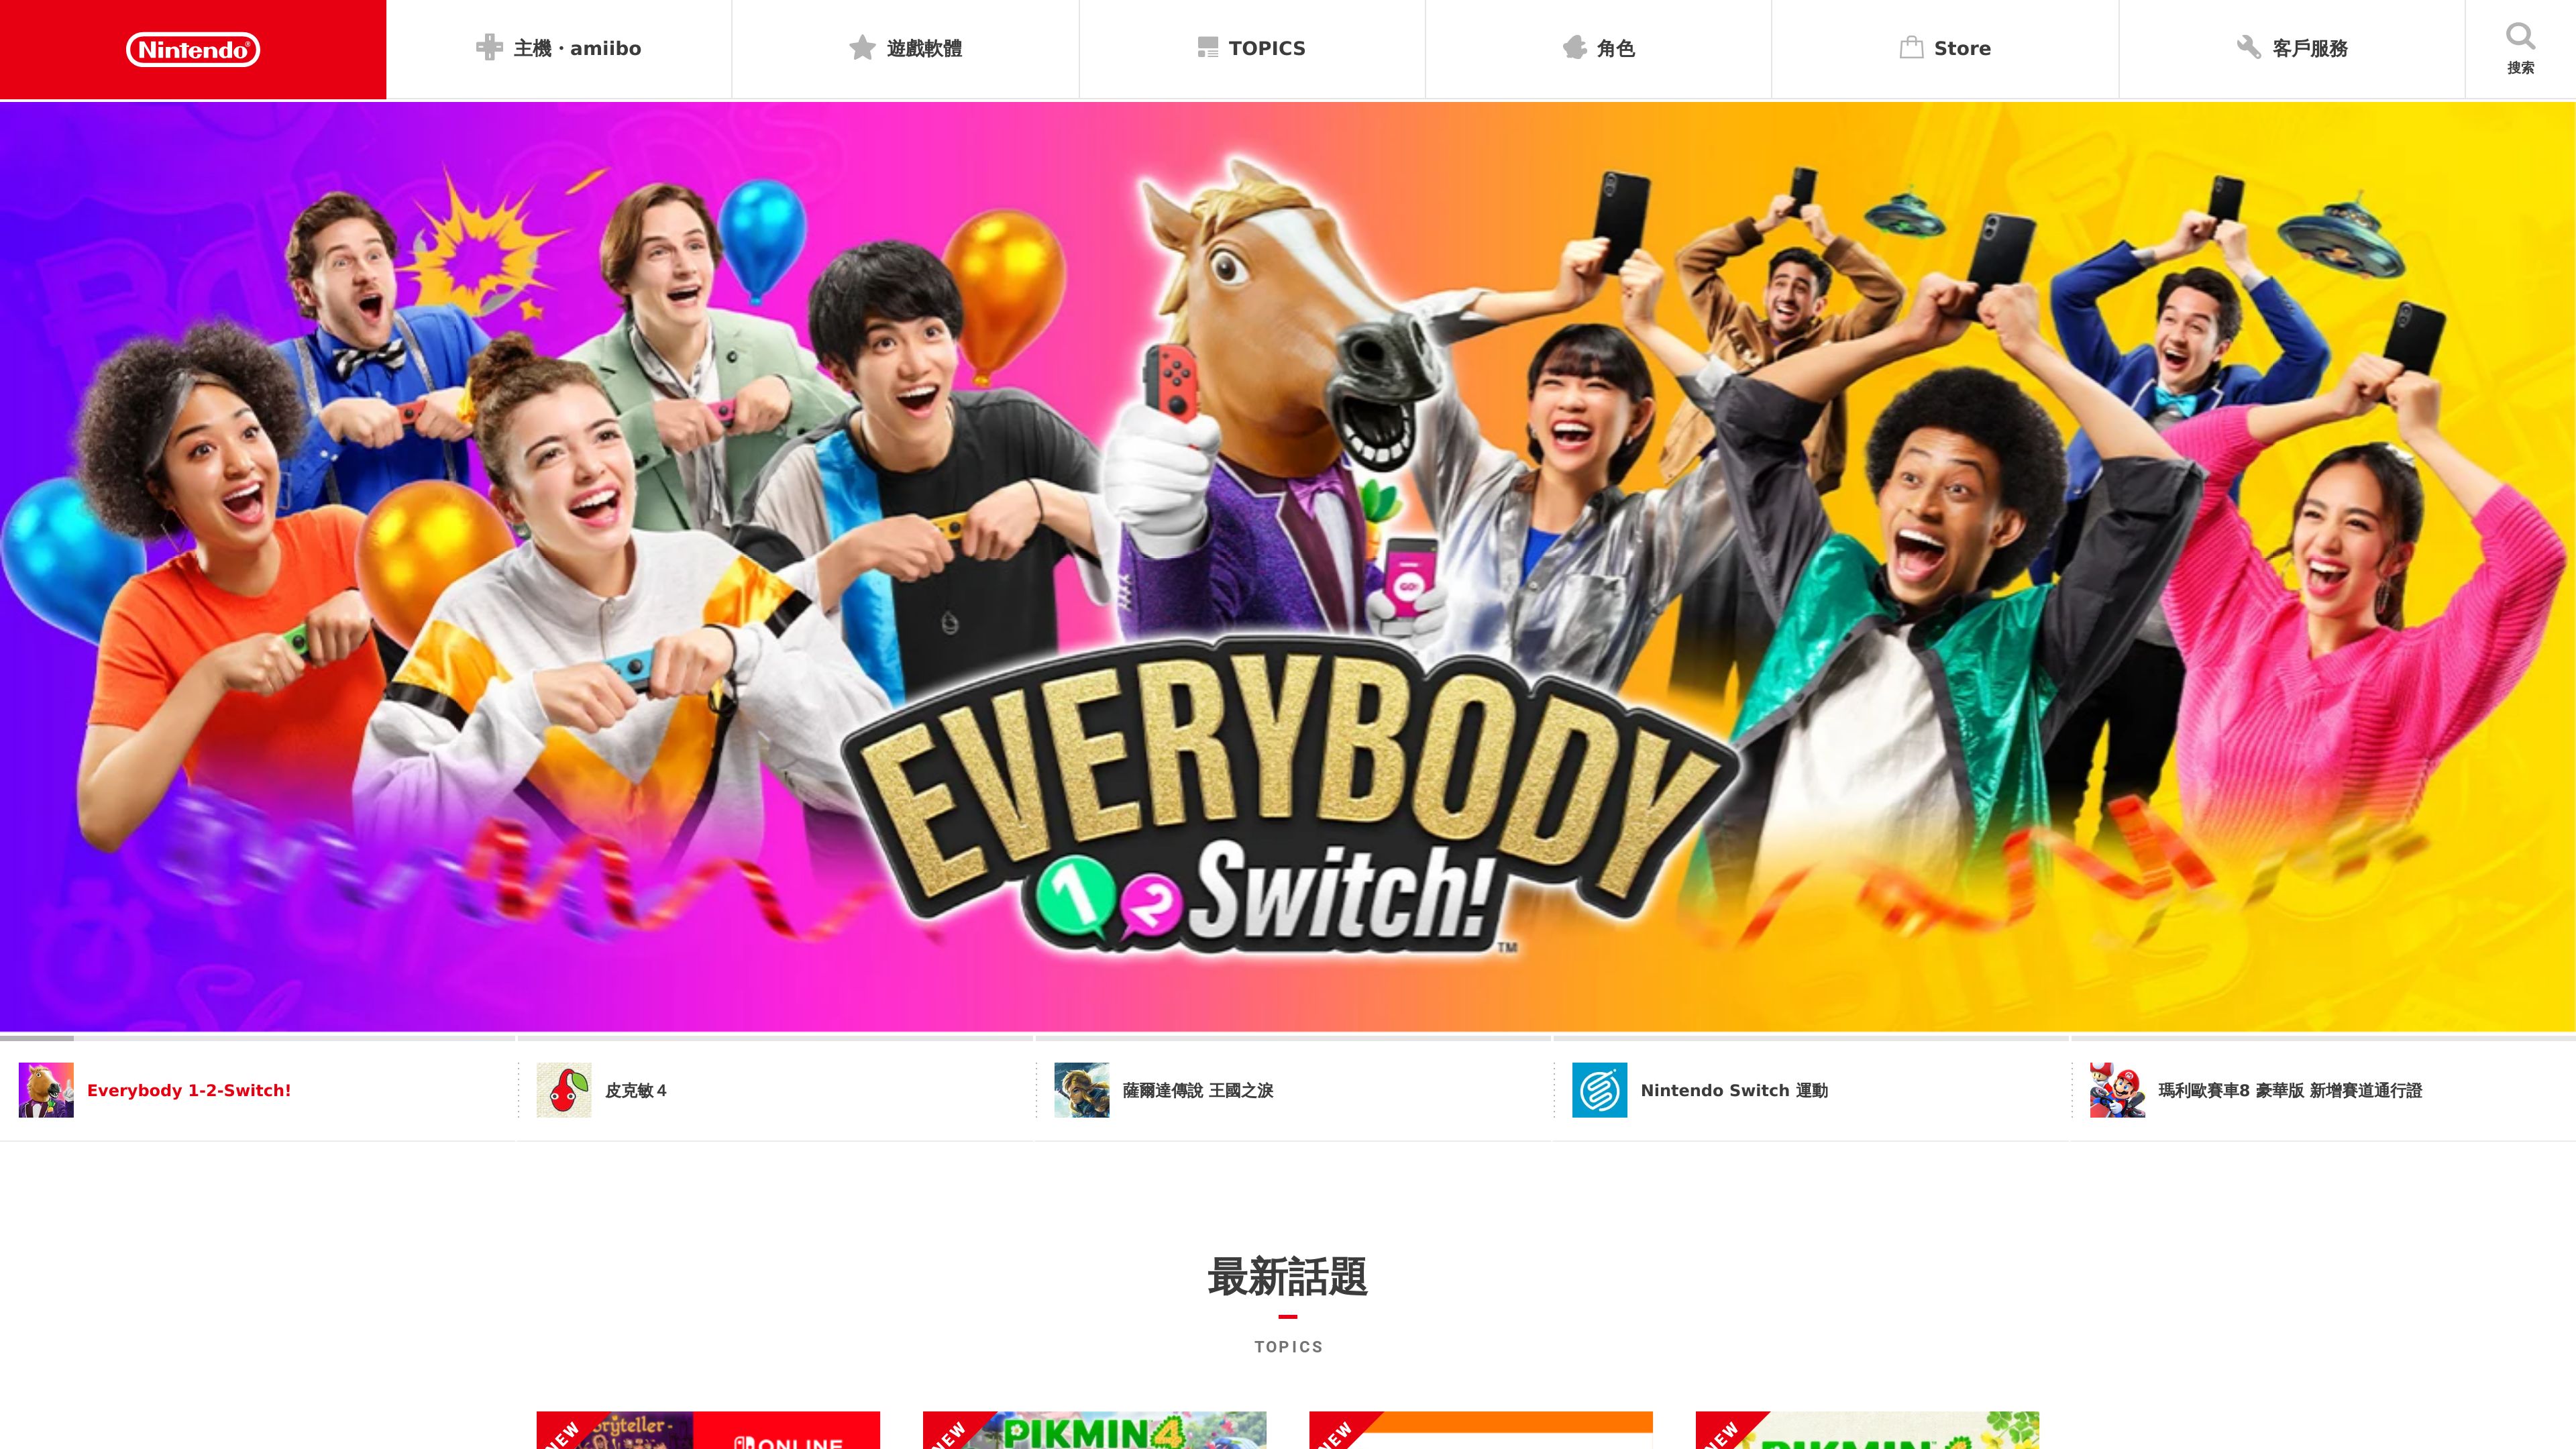 Nintendo®
主機・amiibo
遊戲軟體
TOPICS
角色
Store
客戶服務
搜索
GO!
EVERYBODY
1 2 Switch!™
Everybody 1-2-Switch!
皮克敏４
薩爾達傳說 王國之淚
Nintendo Switch 運動
瑪利歐賽車8 豪華版 新增賽道通行證
最新話題
TOPICS
NEW
NEW
PIKMIN 4
NEW
NEW
ONLINE
PIKMIN™ 4